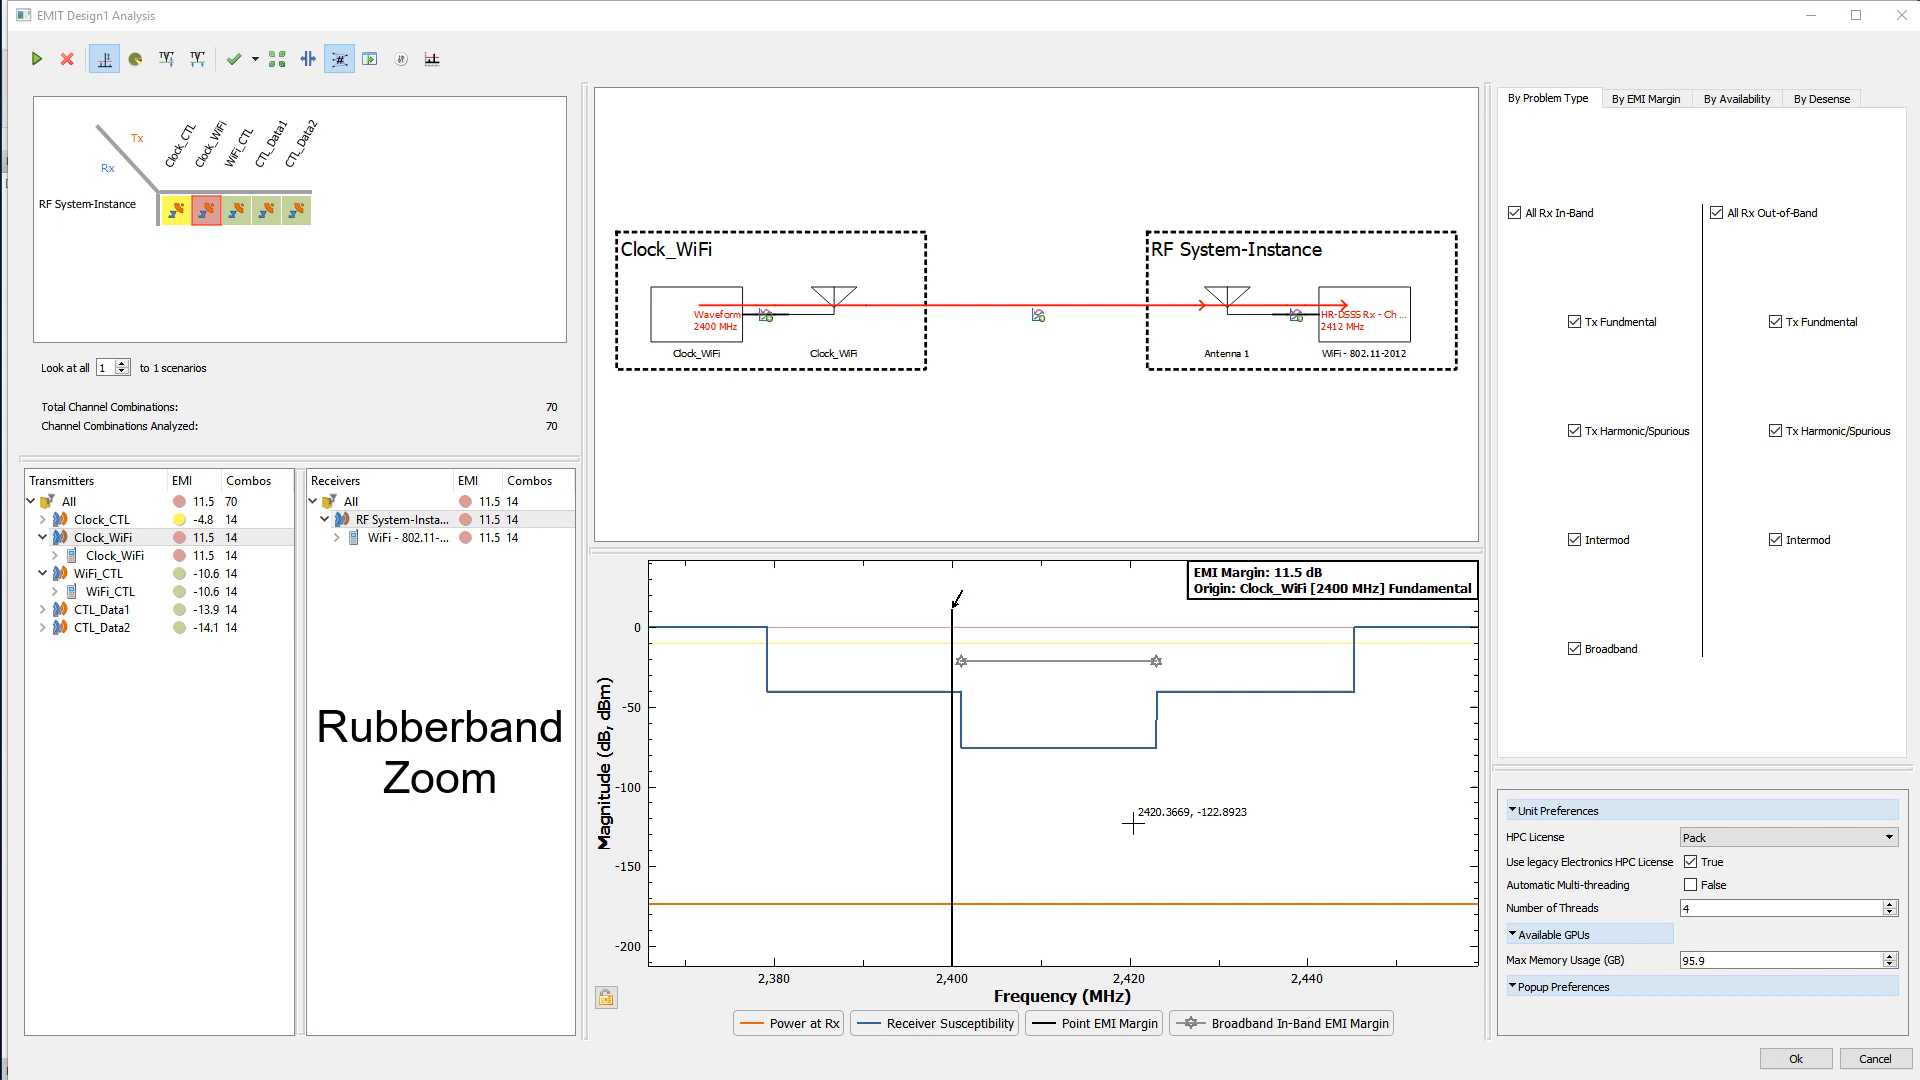 EMIT Design1 Analysis
Tx
Rx
Clock_CTL
Clock_WiFi
WiFi_CTL
CTL_Data1
CTL_Data2
RF System-Instance
Look at all 1 to 1 scenarios
Total Channel Combinations: 70
Channel Combinations Analyzed: 70
Transmitters EMI Combos
All 11.5 70
Clock_CTL -4.8 14
Clock_WiFi 11.5 14
Clock_WiFi 11.5 14
WiFi_CTL -10.6 14
WiFi_CTL -10.6 14
CTL_Data1 -13.9 14
CTL_Data2 -14.1 14
Receivers EMI Combos
All 11.5 14
RF System-Insta... 11.5 14
WiFi - 802.11-... 11.5 14
Rubberband
Zoom
Clock_WiFi
Waveform
2400 MHz
Clock_WiFi
Clock_WiFi
RF System-Instance
HR-DSSS Rx - Ch ...
2412 MHz
Antenna 1
WiFi - 802.11-2012
EMI Margin: 11.5 dB
Origin: Clock_WiFi [2400 MHz] Fundamental
Magnitude (dB, dBm)
0
-50
-100
-150
-200
2420.3669, -122.8923
2,380
2,400
2,420
2,440
Frequency (MHz)
Power at Rx
Receiver Susceptibility
Point EMI Margin
Broadband In-Band EMI Margin
By Problem Type
By EMI Margin
By Availability
By Desense
All Rx In-Band
All Rx Out-of-Band
Tx Fundmental
Tx Fundmental
Tx Harmonic/Spurious
Tx Harmonic/Spurious
Intermod
Intermod
Broadband
Unit Preferences
HPC License Pack
Use legacy Electronics HPC License True
Automatic Multi-threading False
Number of Threads 4
Available GPUs
Max Memory Usage (GB) 95.9
Popup Preferences
Ok
Cancel